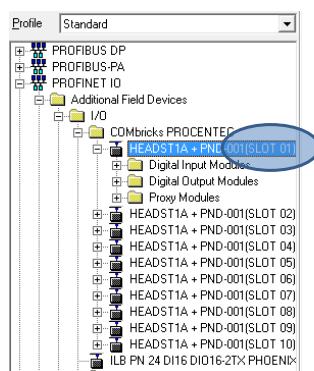 Profile Standard
PROFIBUS DP
PROFIBUS-PA
PROFINET IO
Additional Field Devices
I/O
COMbricks PROCENTEC
HEADST1A + PND-001(SLOT 01)
Digital Input Modules
Digital Output Modules
Proxy Modules
HEADST1A + PND-001(SLOT 02)
HEADST1A + PND-001(SLOT 03)
HEADST1A + PND-001(SLOT 04)
HEADST1A + PND-001(SLOT 05)
HEADST1A + PND-001(SLOT 06)
HEADST1A + PND-001(SLOT 07)
HEADST1A + PND-001(SLOT 08)
HEADST1A + PND-001(SLOT 09)
HEADST1A + PND-001(SLOT 10)
ILB PN 24 DI16 DIO16-2TX PHOENIX